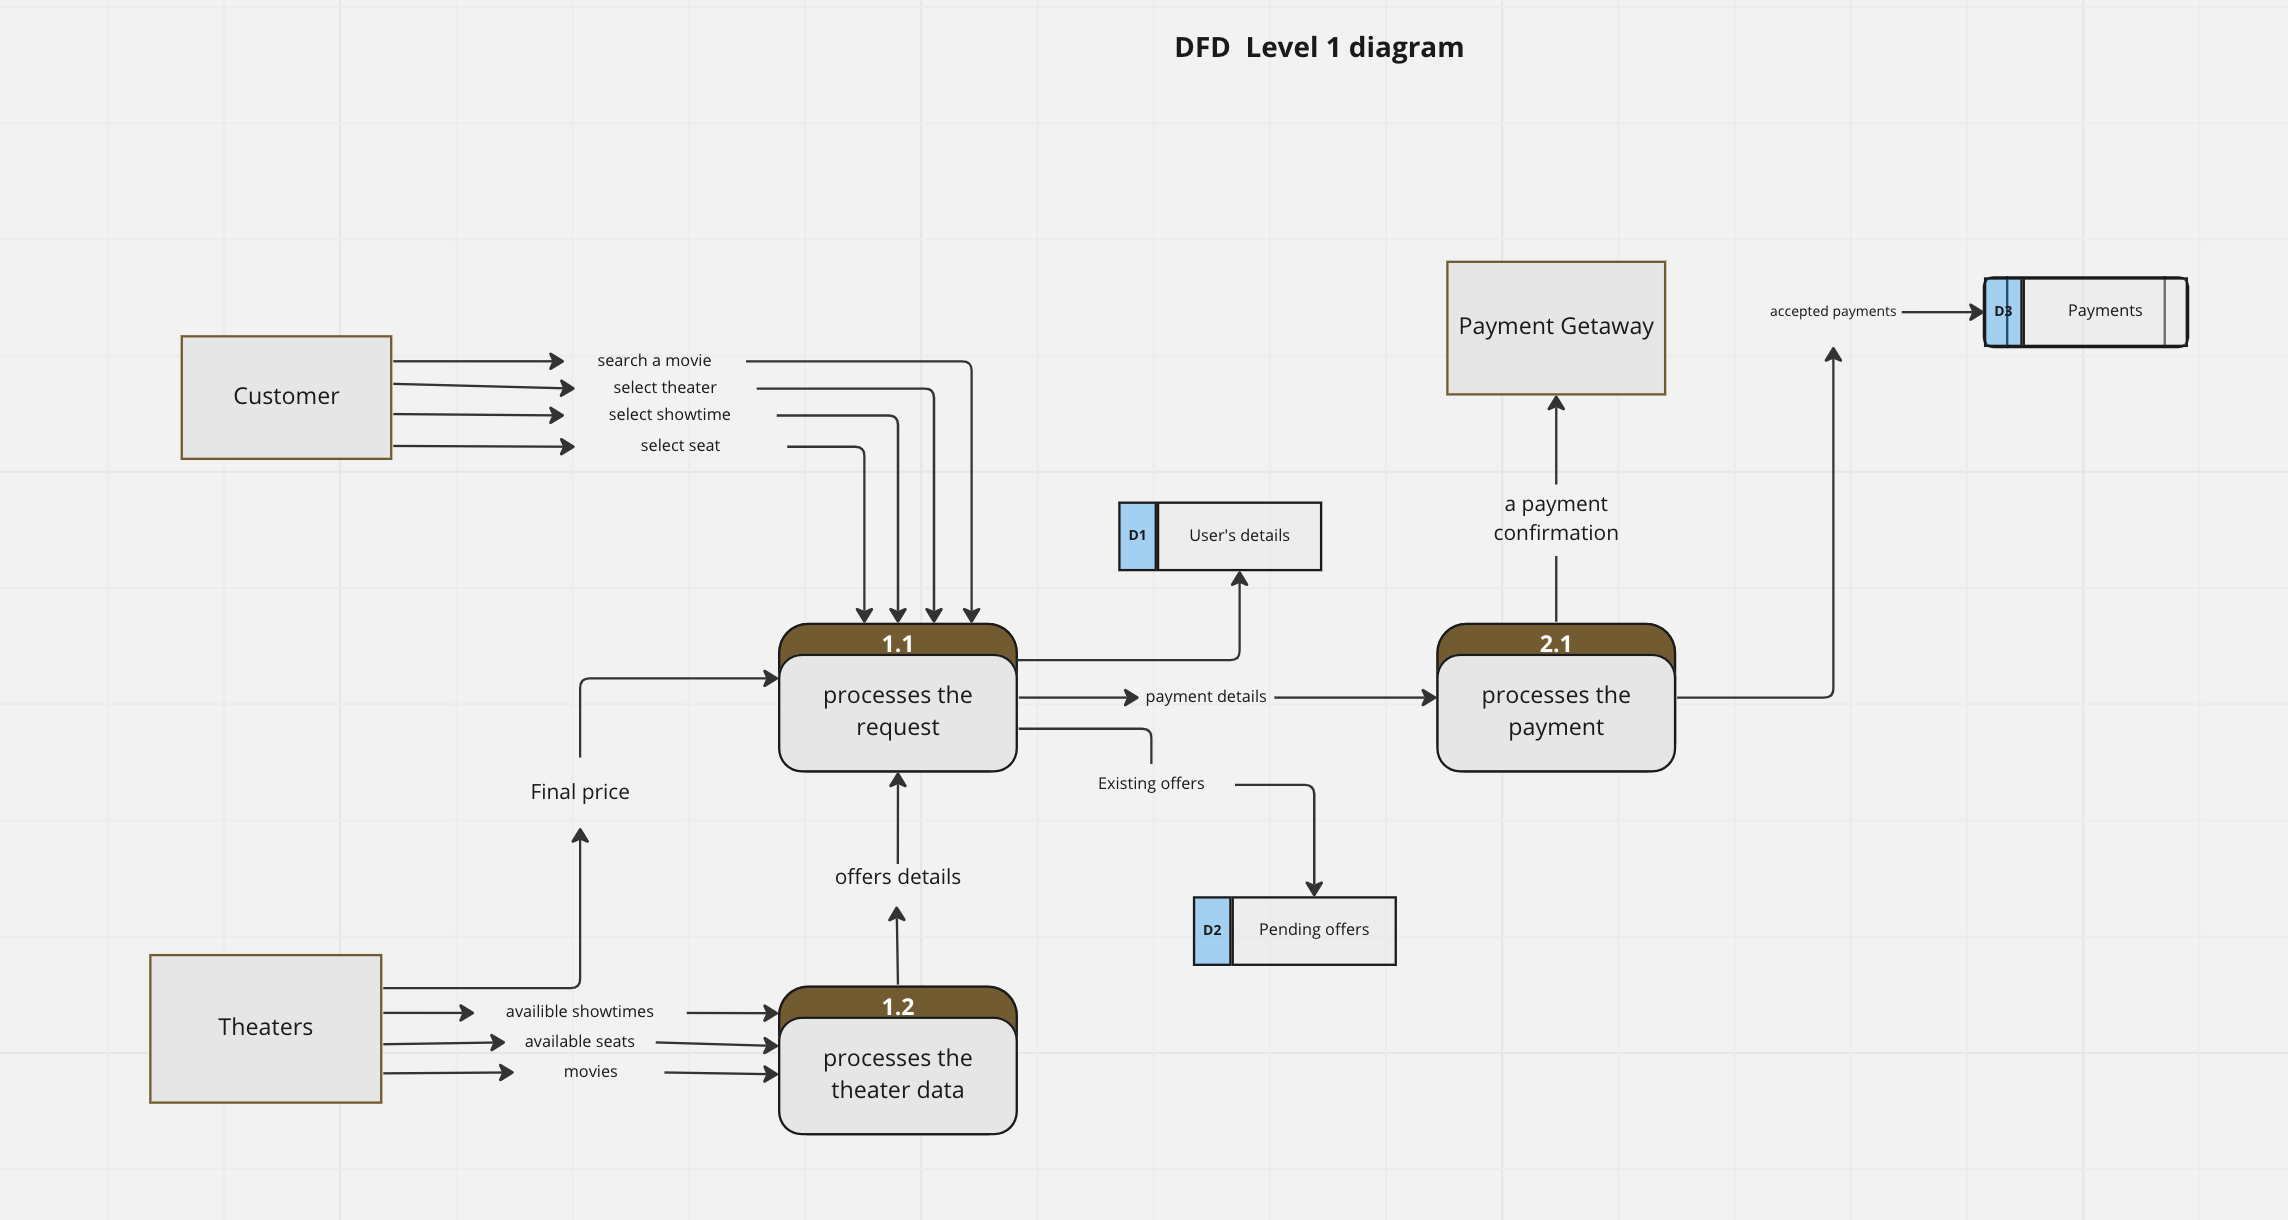 DFD  Level 1 diagram
Customer
search a movie
select theater
select showtime
select seat
Payment Getaway
accepted payments
D3
Payments
a payment
confirmation
D1
User's details
1.1
processes the
request
payment details
2.1
processes the
payment
Final price
Existing offers
offers details
D2
Pending offers
Theaters
availible showtimes
available seats
movies
1.2
processes the
theater data